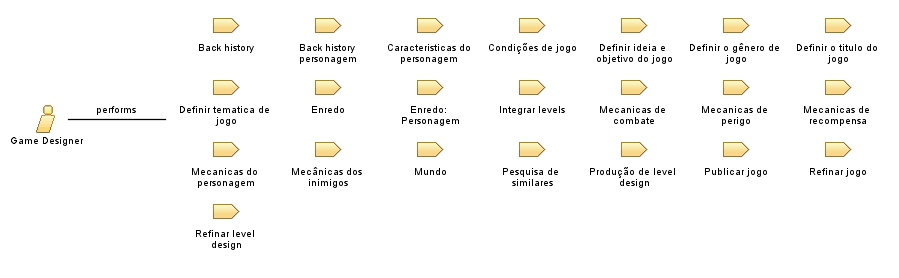 Back history
Back history
personagem
Caracteristicas do
personagem
Condições de jogo
Definir ideia e
objetivo do jogo
Definir o gênero de
jogo
Definir o titulo do
jogo
performs
Game Designer
Definir tematica de
jogo
Enredo
Enredo:
Personagem
Integrar levels
Mecanicas de
combate
Mecanicas de
perigo
Mecanicas de
recompensa
Mecanicas do
personagem
Mecânicas dos
inimigos
Mundo
Pesquisa de
similares
Produção de level
design
Publicar jogo
Refinar jogo
Refinar level
design